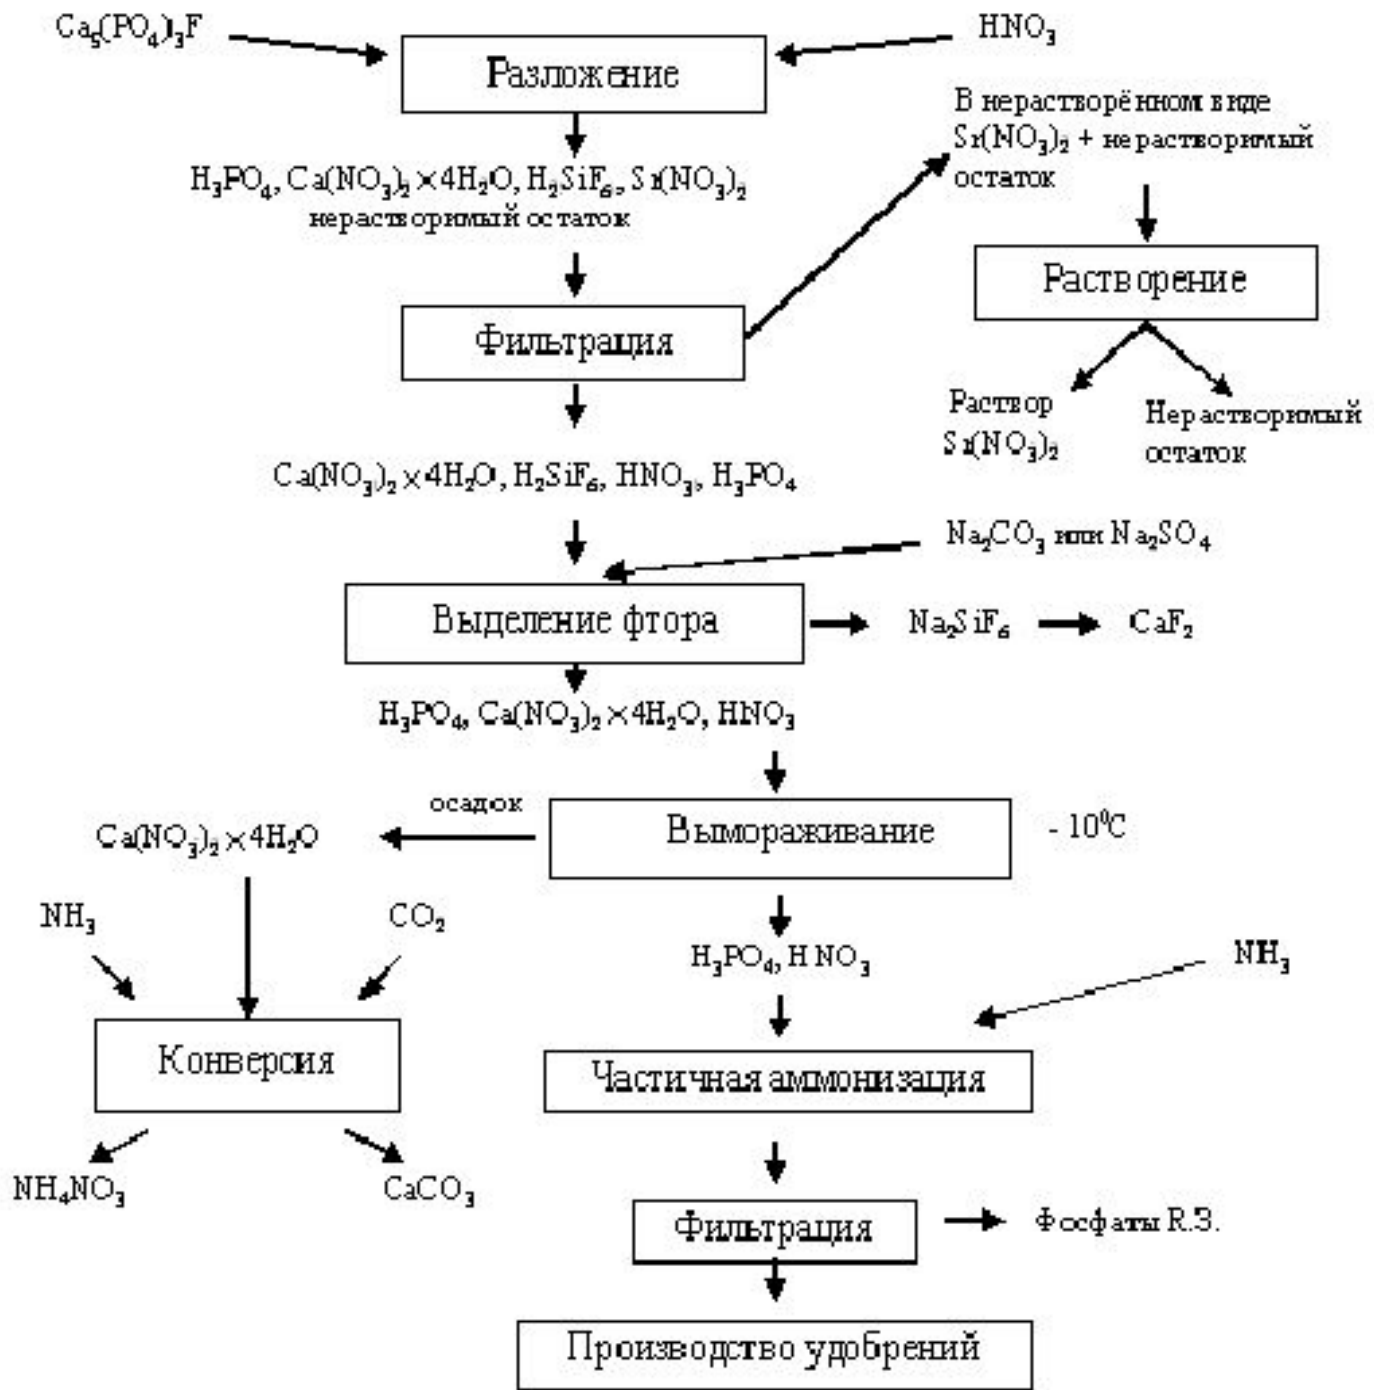 Ca₅(PO₄)₃F
HNO₃
Разложение
В нерастворённом виде
Sr(NO₃)₂ + нерастворимый
остаток
H₃PO₄, Ca(NO₃)₂×4H₂O, H₂SiF₆, Sr(NO₃)₂
нерастворимый остаток
Растворение
Фильтрация
Раствор
Sr(NO₃)₂
Нерастворимый
остаток
Ca(NO₃)₂×4H₂O, H₂SiF₆, HNO₃, H₃PO₄
Na₂CO₃ или Na₂SO₄
Выделение фтора
Na₂SiF₆
CaF₂
H₃PO₄, Ca(NO₃)₂×4H₂O, HNO₃
осадок
Вымораживание
- 10⁰C
Ca(NO₃)₂×4H₂O
NH₃
CO₂
H₃PO₄, HNO₃
NH₃
Конверсия
Частичная аммонизация
NH₄NO₃
CaCO₃
Фильтрация
Фосфаты R.Э.
Производство удобрений